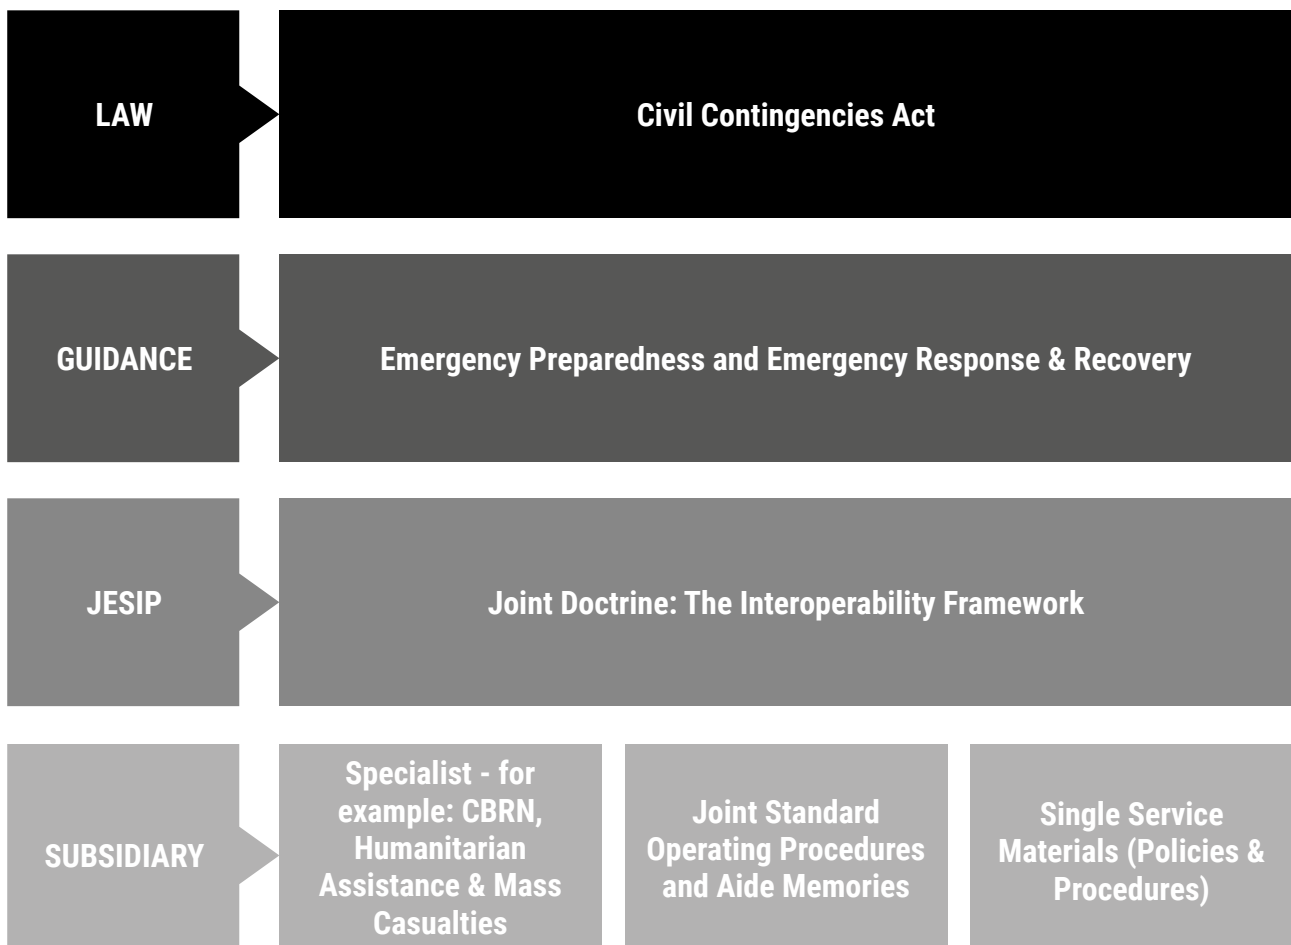 LAW
Civil Contingencies Act
GUIDANCE
Emergency Preparedness and Emergency Response & Recovery
JESIP
Joint Doctrine: The Interoperability Framework
SUBSIDIARY
Specialist - for
example: CBRN,
Humanitarian
Assistance & Mass
Casualties
Joint Standard
Operating Procedures
and Aide Memories
Single Service
Materials (Policies &
Procedures)